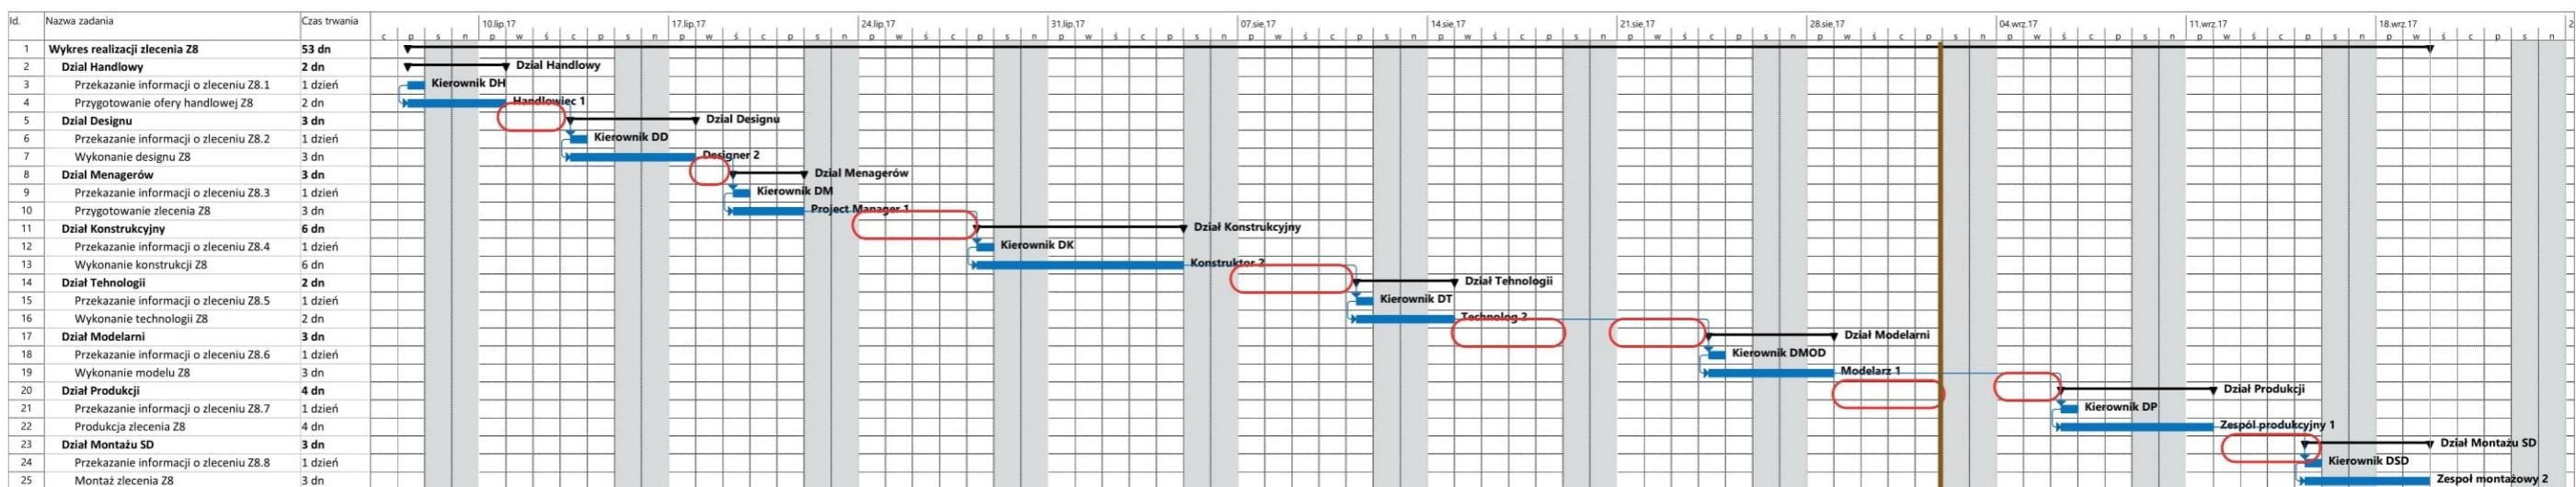 Id. Nazwa zadania Czas trwania 10.lip.17 17.lip.17 24.lip.17 31.lip.17 07.sie.17 14.sie.17 21.sie.17 28.sie.17 04.wrz.17 11.wrz.17 18.wrz.17 2
c p s n p w ś c p s n p w ś c p s n p w ś c p s n p w ś c p s n p w ś c p s n p w ś c p s n p w ś c p s n p w ś c p s n p w ś c p s n p w ś c p s n p w ś c p s n
1 Wykres realizacji zlecenia Z8 53 dn
2 Dzial Handlowy 2 dn Dzial Handlowy
3 Przekazanie informacji o zleceniu Z8.1 1 dzień Kierownik DH
4 Przygotowanie ofery handlowej Z8 2 dn Handlowiec 1
5 Dzial Designu 3 dn Dzial Designu
6 Przekazanie informacji o zleceniu Z8.2 1 dzień Kierownik DD
7 Wykonanie designu Z8 3 dn Designer 2
8 Dzial Menagerów 3 dn Dzial Menagerów
9 Przekazanie informacji o zleceniu Z8.3 1 dzień Kierownik DM
10 Przygotowanie zlecenia Z8 3 dn Project Manager 1
11 Dział Konstrukcyjny 6 dn Dział Konstrukcyjny
12 Przekazanie informacji o zleceniu Z8.4 1 dzień Kierownik DK
13 Wykonanie konstrukcji Z8 6 dn Konstruktor 2
14 Dział Tehnologii 2 dn Dział Tehnologii
15 Przekazanie informacji o zleceniu Z8.5 1 dzień Kierownik DT
16 Wykonanie technologii Z8 2 dn Technolog 2
17 Dział Modelarni 3 dn Dział Modelarni
18 Przekazanie informacji o zleceniu Z8.6 1 dzień Kierownik DMOD
19 Wykonanie modelu Z8 3 dn Modelarz 1
20 Dział Produkcji 4 dn Dział Produkcji
21 Przekazanie informacji o zleceniu Z8.7 1 dzień Kierownik DP
22 Produkcja zlecenia Z8 4 dn Zespól produkcyjny 1
23 Dział Montażu SD 3 dn Dział Montażu SD
24 Przekazanie informacji o zleceniu Z8.8 1 dzień Kierownik DSD
25 Montaż zlecenia Z8 3 dn Zespoł montażowy 2